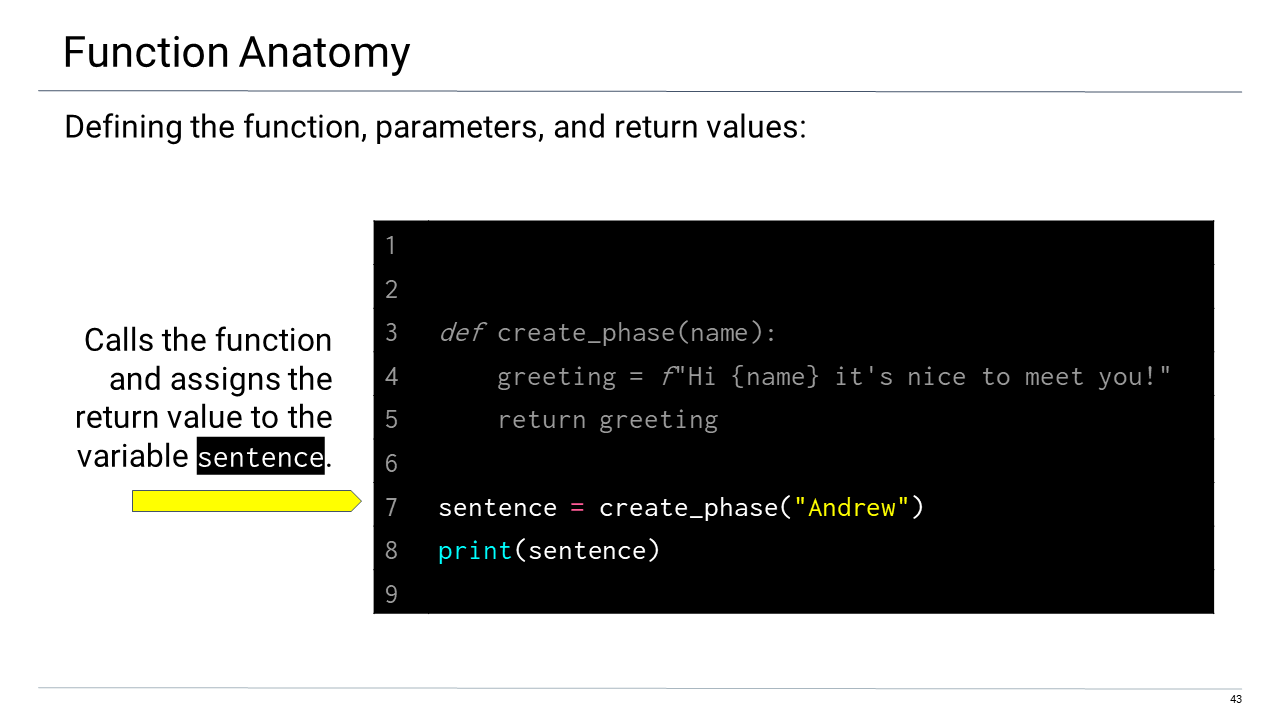 Function Anatomy
Defining the function, parameters, and return values:
Calls the function
and assigns the
return value to the
variable sentence.
1
2
3 def create_phase(name):
4     greeting = f"Hi {name} it's nice to meet you!"
5     return greeting
6
7 sentence = create_phase("Andrew")
8 print(sentence)
9
43